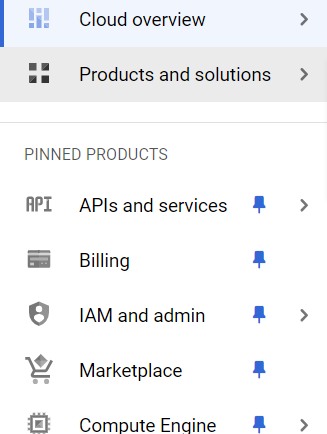 Cloud overview
Products and solutions
PINNED PRODUCTS
API APIs and services
Billing
IAM and admin
Marketplace
Compute Engine